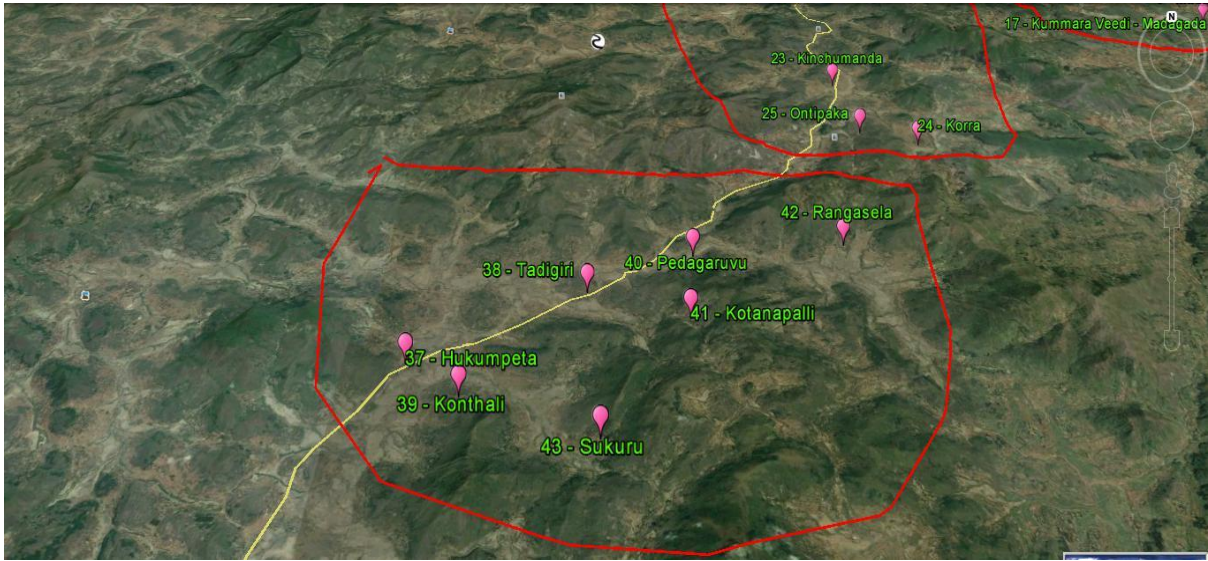 17 - Kummara Veedi - Madagada
N
23 - Kinchumanda
25 - Ontipaka
24 - Korra
42 - Rangasela
40 - Pedagaruvu
38 - Tadigiri
41 - Kotanapalli
37 - Hukumpeta
39 - Konthali
43 - Sukuru